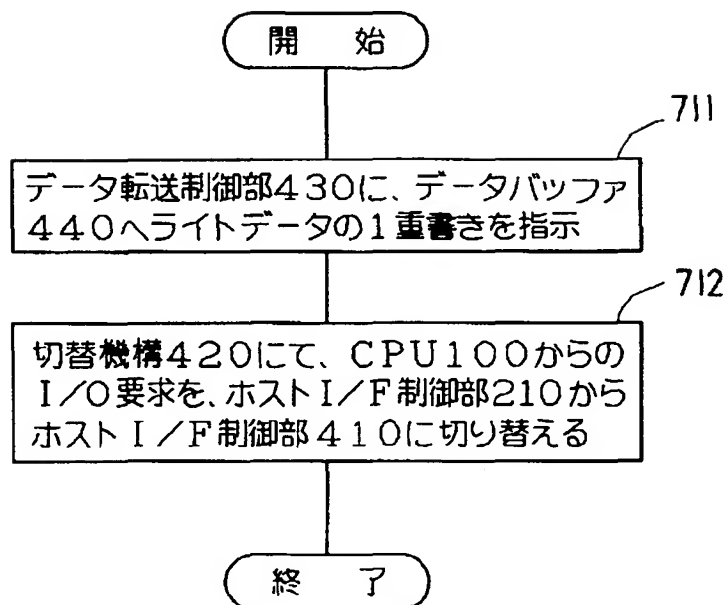 開 始
711
データ転送制御部430に、データバッファ
440へライトデータの1重書きを指示
712
切替機構420にて、CPU100からの
I/O要求を、ホストI/F制御部210から
ホストI/F制御部410に切り替える
終 了